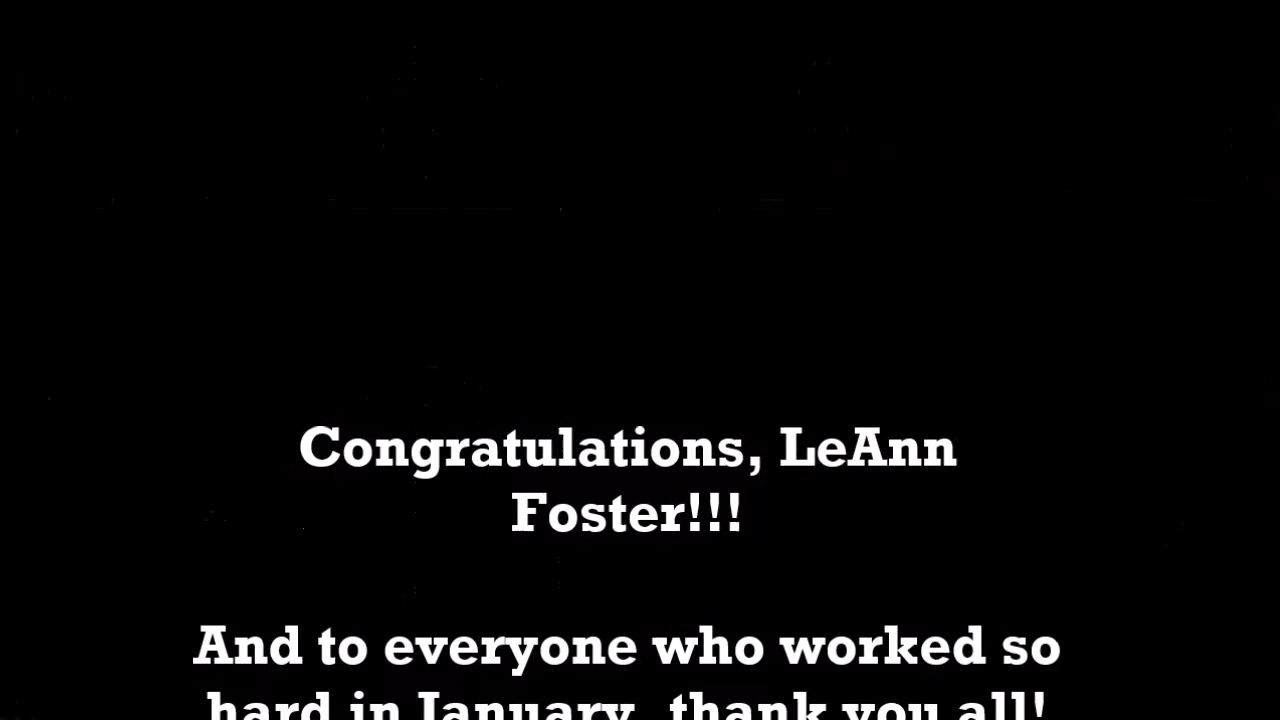 Congratulations, LeAnn
Foster!!!
And to everyone who worked so
hard in January, thank you all!